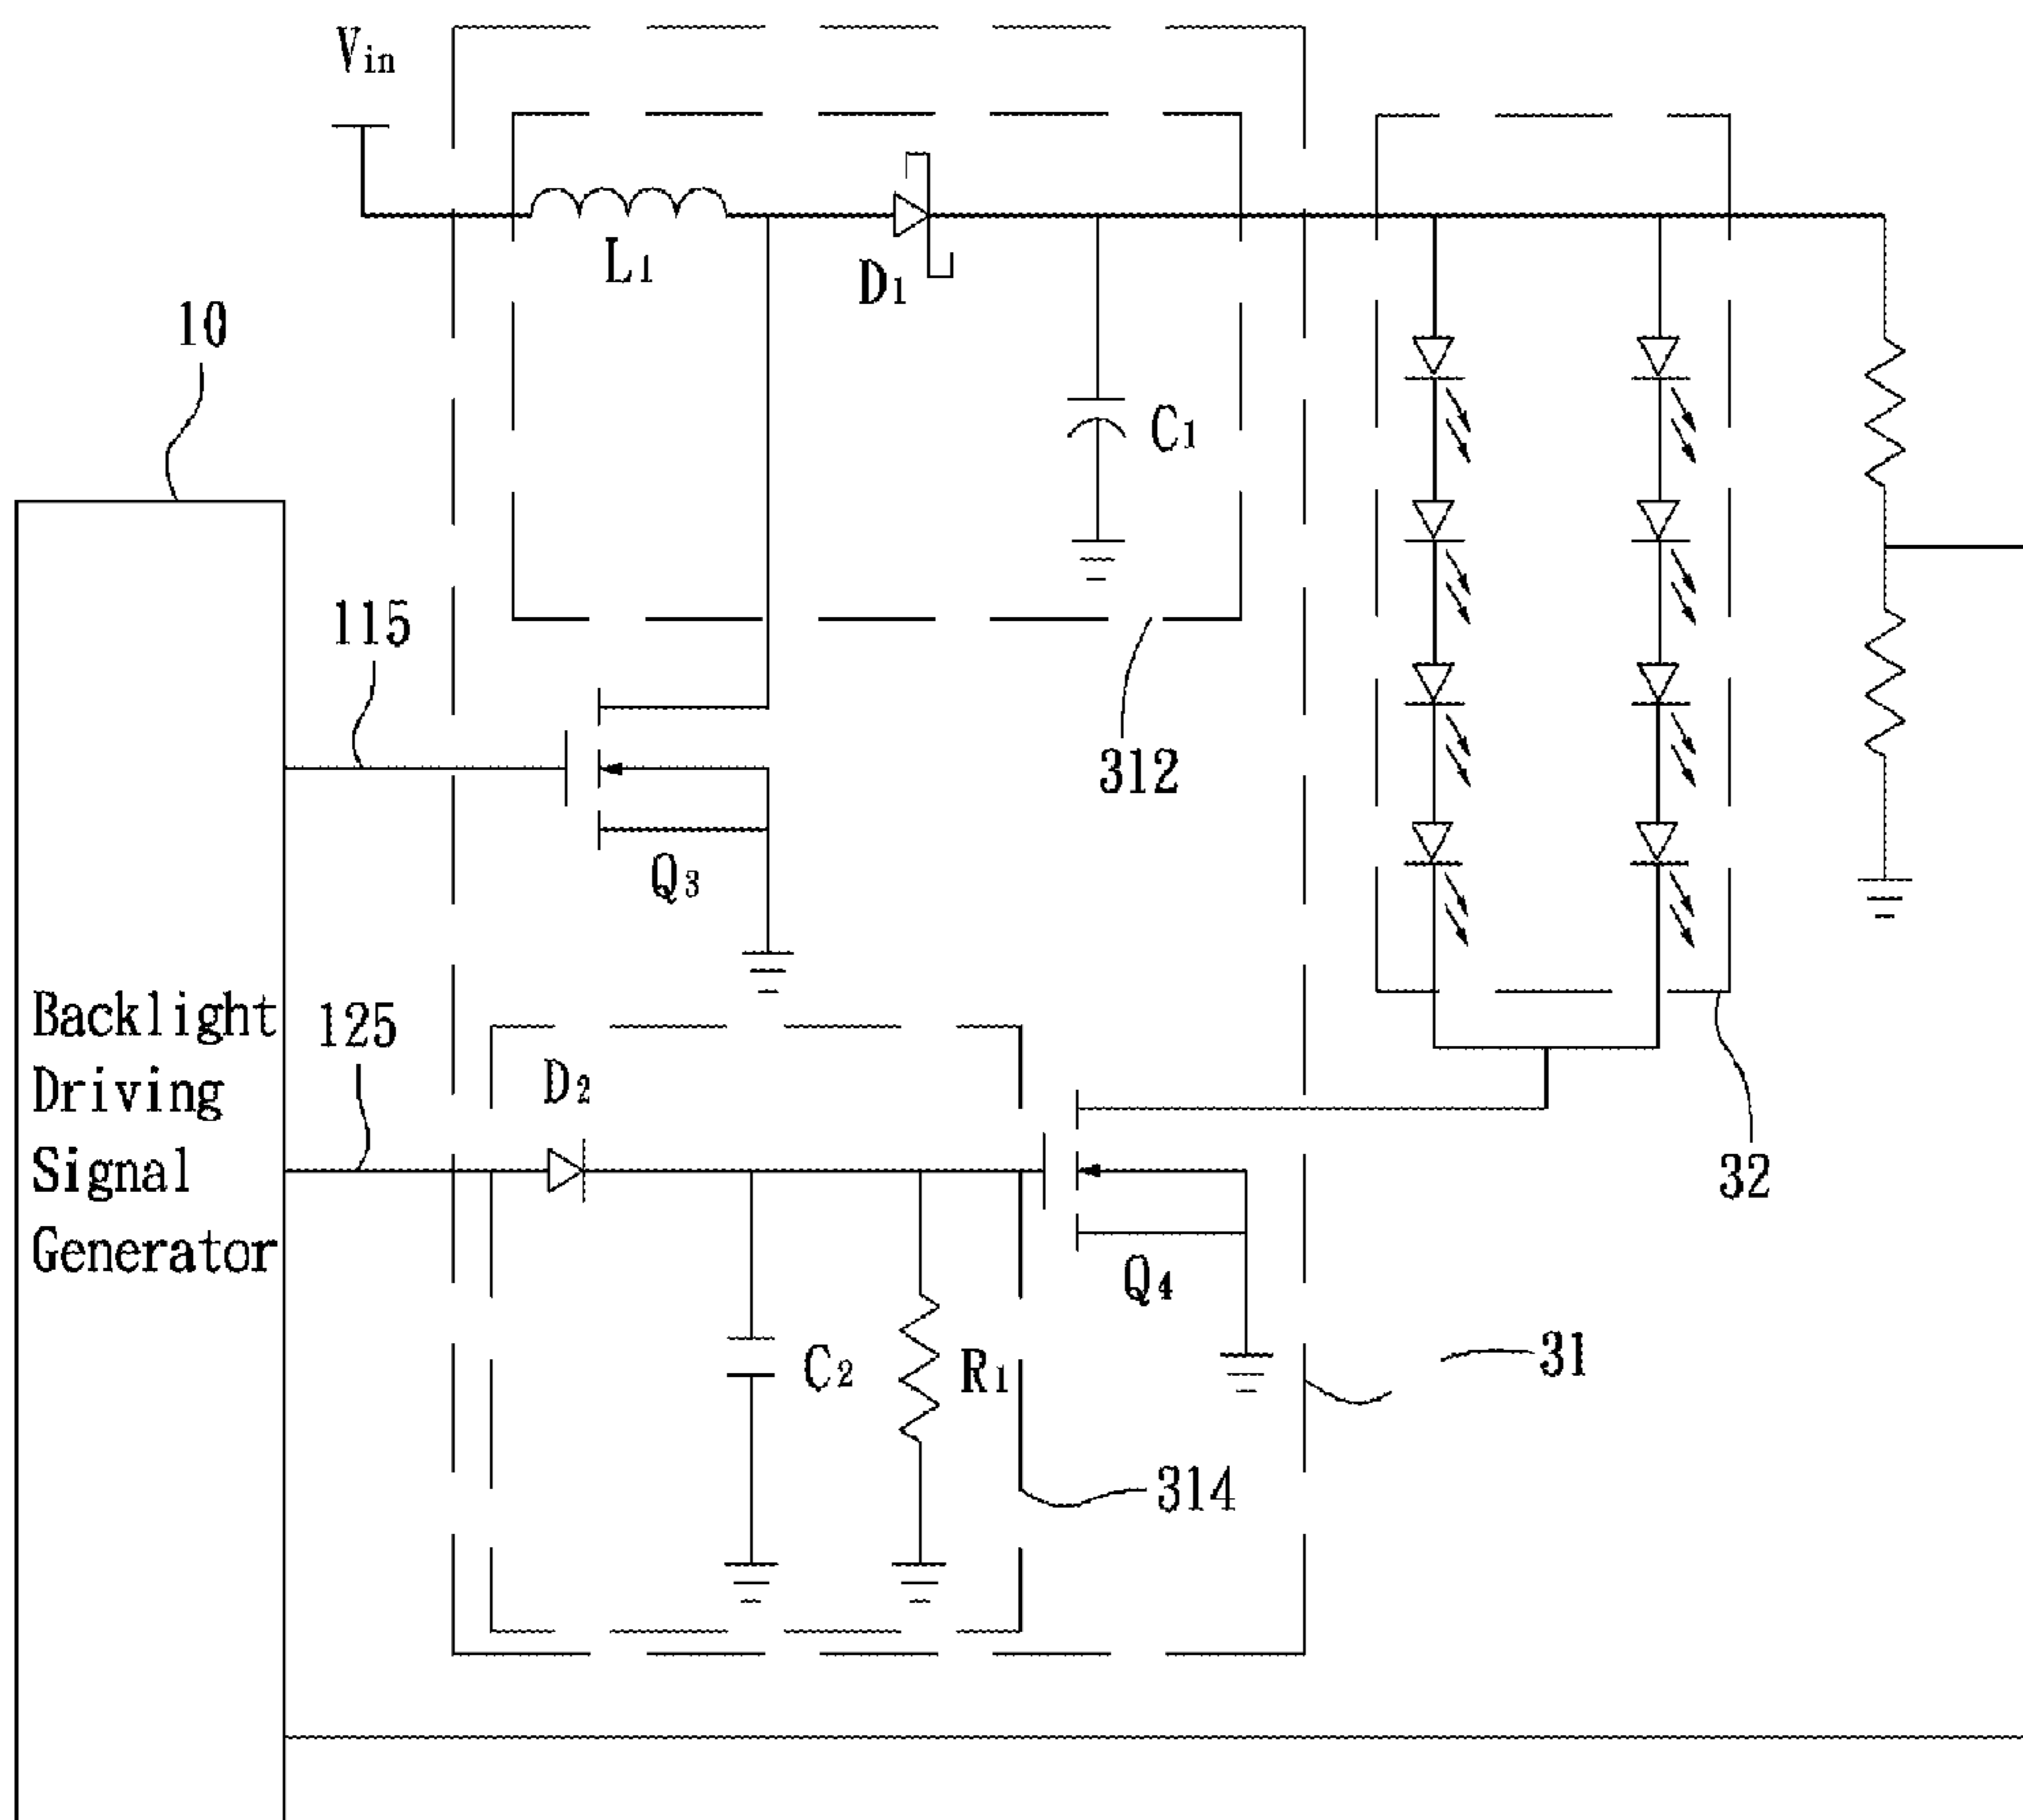 Vin
L1
D1
10
C1
115
312
Q3
Backlight
Driving
Signal
Generator
125
D2
32
Q4
C2
R1
31
314